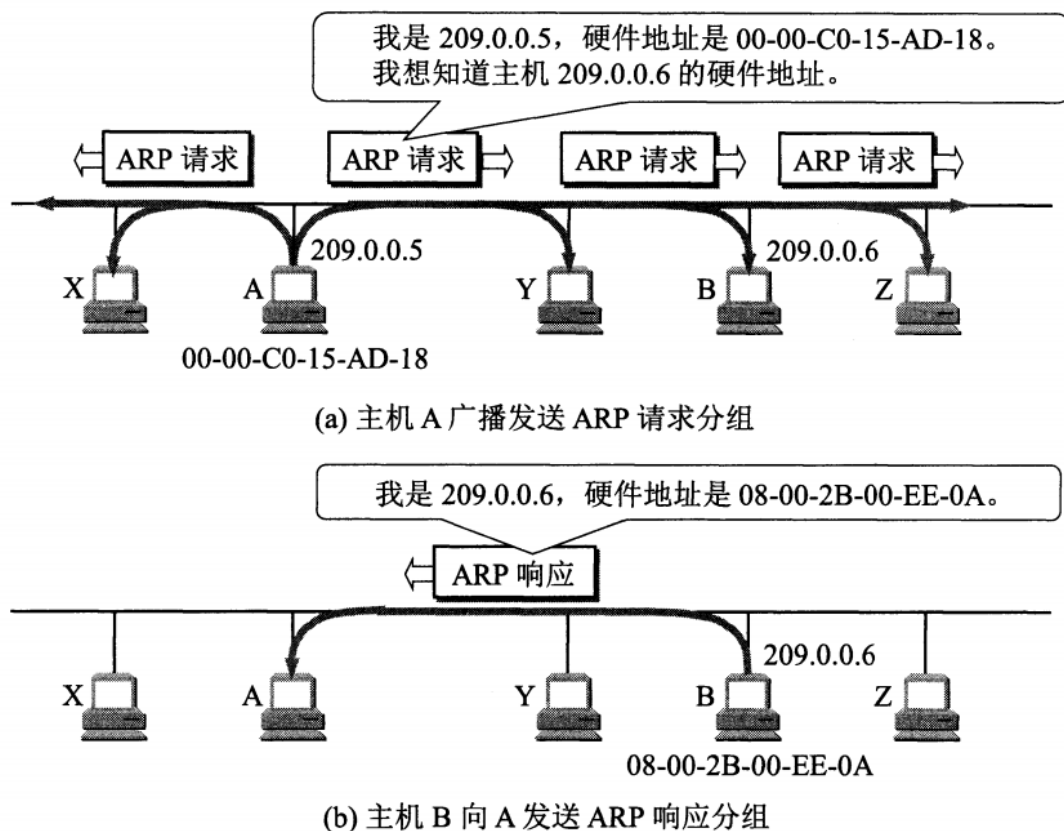 我是 209.0.0.5，硬件地址是 00-00-C0-15-AD-18。
我想知道主机 209.0.0.6 的硬件地址。
ARP 请求
ARP 请求
ARP 请求
ARP 请求
209.0.0.5
209.0.0.6
X
A
Y
B
Z
00-00-C0-15-AD-18
(a) 主机 A 广播发送 ARP 请求分组
我是 209.0.0.6，硬件地址是 08-00-2B-00-EE-0A。
ARP 响应
209.0.0.6
X
A
Y
B
Z
08-00-2B-00-EE-0A
(b) 主机 B 向 A 发送 ARP 响应分组